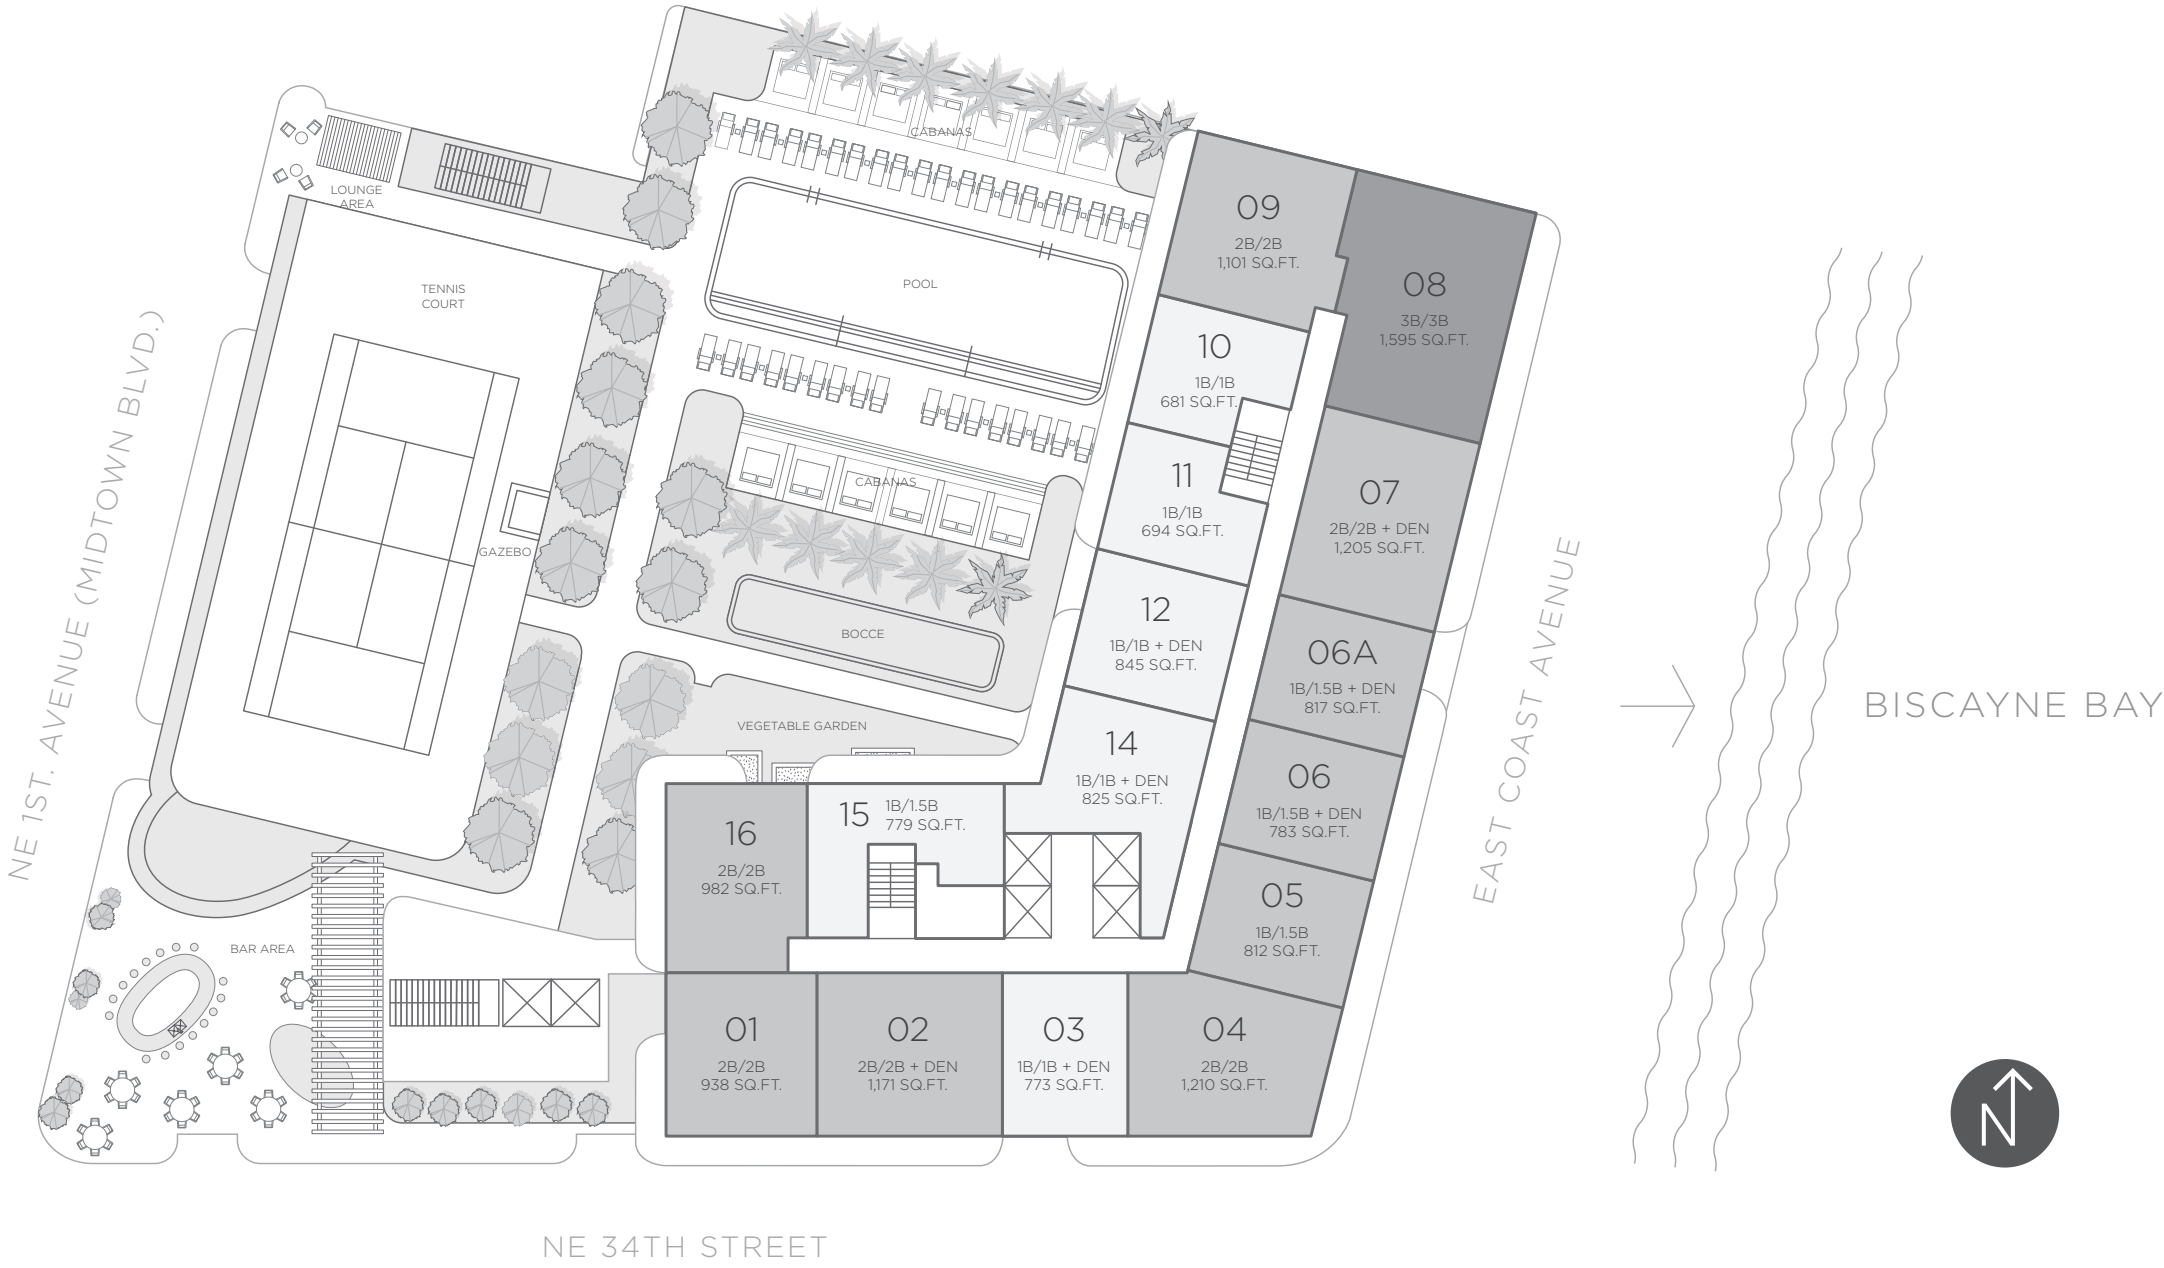 CABANAS
LOUNGE
AREA
TENNIS
COURT
POOL
CABANAS
GAZEBO
BOCCE
VEGETABLE GARDEN
BAR AREA
NE 1ST. AVENUE (MIDTOWN BLVD.)
09
2B/2B
1,101 SQ.FT.
08
3B/3B
1,595 SQ.FT.
10
1B/1B
681 SQ.FT.
11
1B/1B
694 SQ.FT.
07
2B/2B + DEN
1,205 SQ.FT.
12
1B/1B + DEN
845 SQ.FT.
06A
1B/1.5B + DEN
817 SQ.FT.
14
1B/1B + DEN
825 SQ.FT.
06
1B/1.5B + DEN
783 SQ.FT.
15
1B/1.5B
779 SQ.FT.
16
2B/2B
982 SQ.FT.
05
1B/1.5B
812 SQ.FT.
01
2B/2B
938 SQ.FT.
02
2B/2B + DEN
1,171 SQ.FT.
03
1B/1B + DEN
773 SQ.FT.
04
2B/2B
1,210 SQ.FT.
EAST COAST AVENUE
BISCAYNE BAY
N
NE 34TH STREET